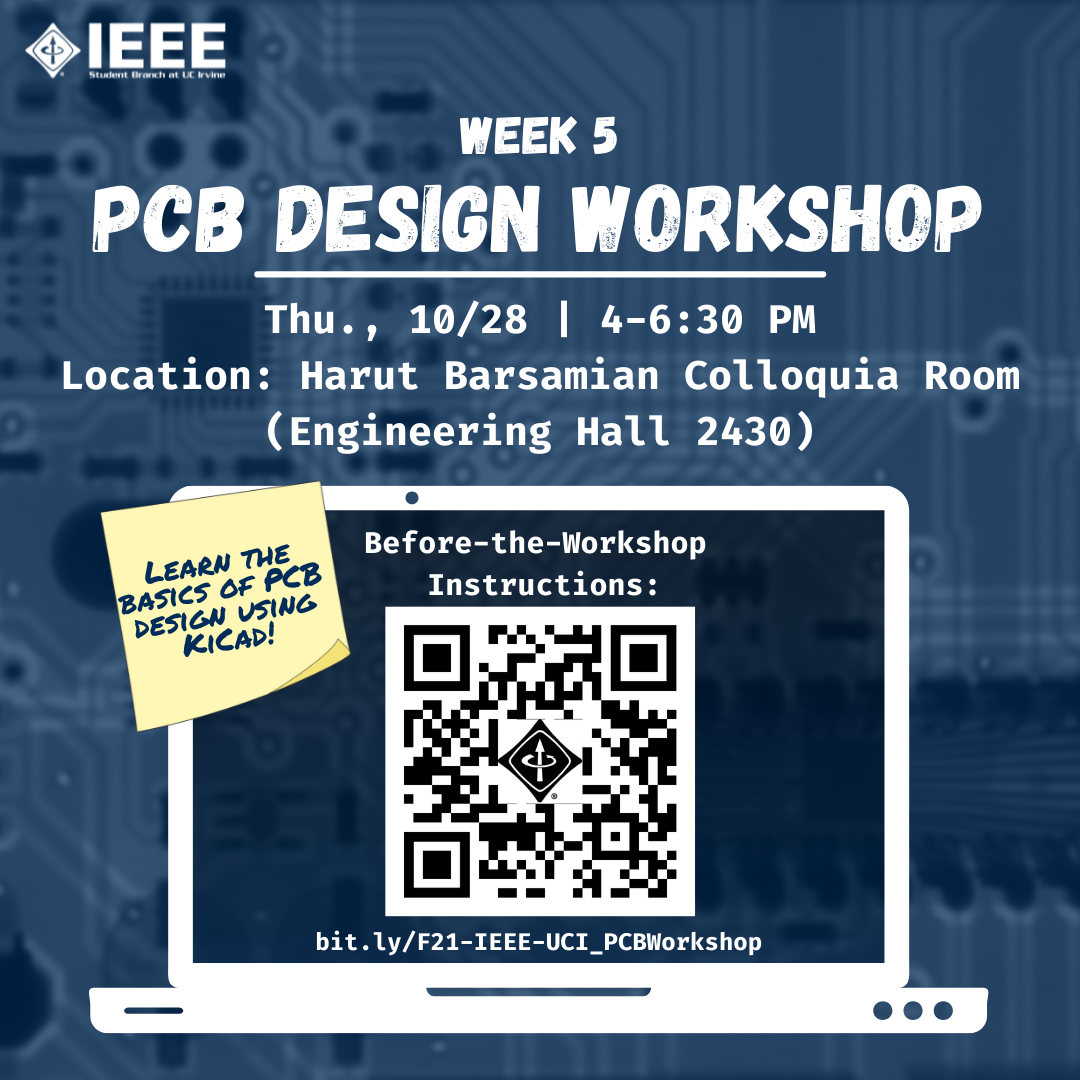 IEEE
Student Branch at UC Irvine
WEEK 5
PCB DESIGN WORKSHOP
Thu., 10/28 | 4-6:30 PM
Location: Harut Barsamian Colloquia Room
(Engineering Hall 2430)
LEARN THE
BASICS OF PCB
DESIGN USING
KICAD!
Before-the-Workshop
Instructions:
®
bit.ly/F21-IEEE-UCI_PCBWorkshop